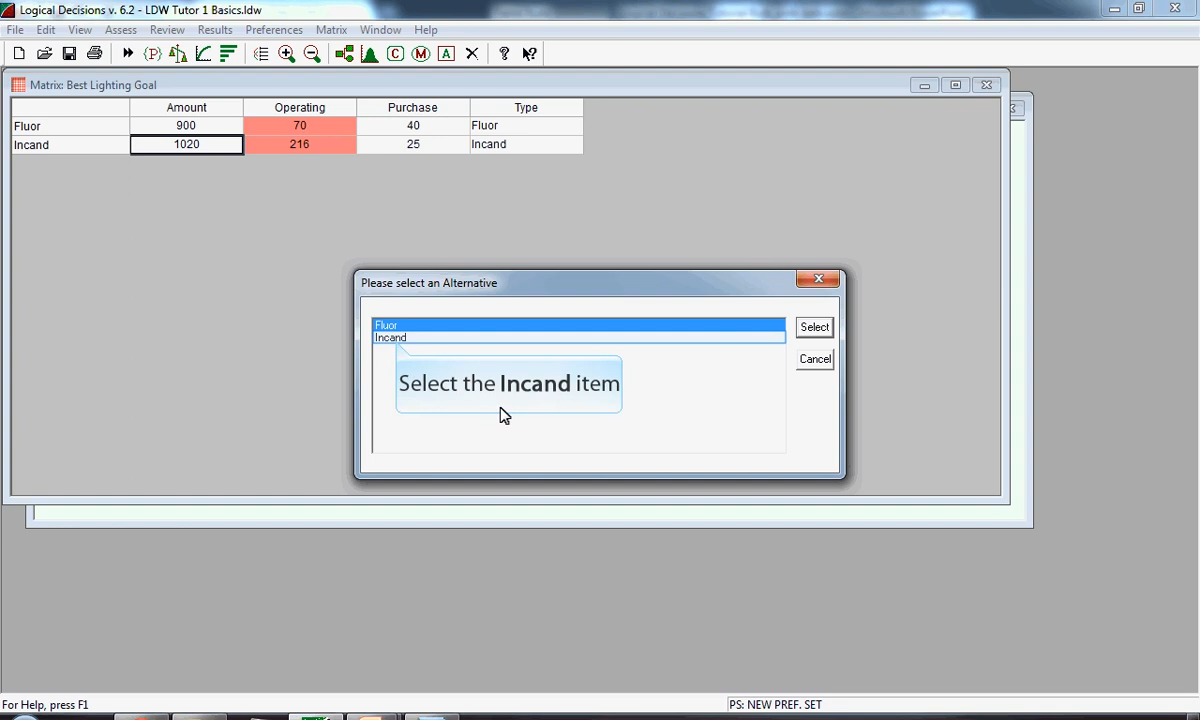 Logical Decisions v. 6.2 - LDW Tutor 1 Basics.ldw
File Edit View Assess Review Results Preferences Matrix Window Help
{P} C M A ? ?
Matrix: Best Lighting Goal
Amount Operating Purchase Type
Fluor 900 70 40 Fluor
Incand 1020 216 25 Incand
Please select an Alternative
Fluor
Incand
Select
Cancel
Select the Incand item
For Help, press F1
PS: NEW PREF. SET